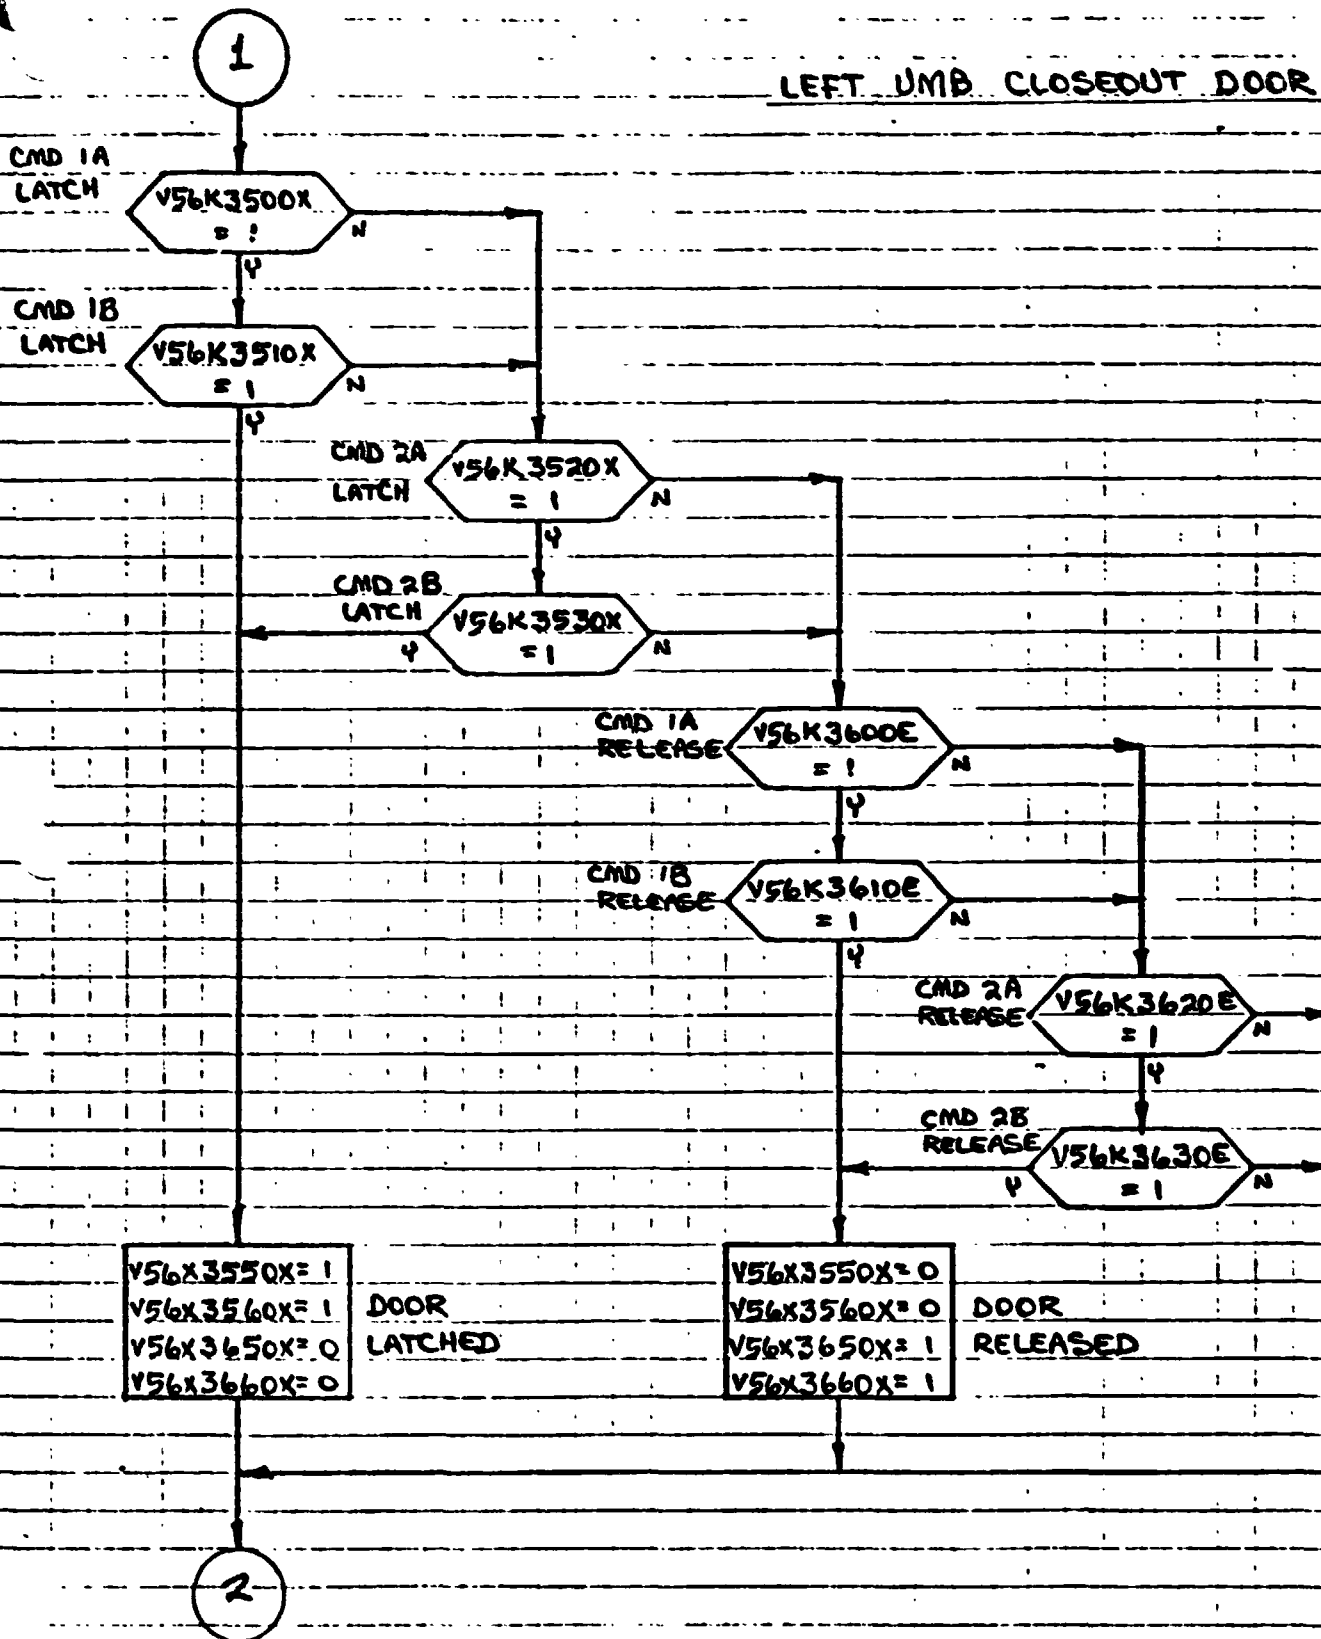 1
LEFT UMB CLOSEOUT DOOR
CMD 1A
LATCH
V56K3500X
= 1
N
Y
CMD 1B
LATCH
V56K3510X
= 1
N
Y
CMD 2A
LATCH
V56K3520X
= 1
N
Y
CMD 2B
LATCH
V56K3530X
= 1
Y
N
CMD 1A
RELEASE
V56K3600E
= 1
N
Y
CMD 1B
RELEASE
V56K3610E
= 1
N
Y
CMD 2A
RELEASE
V56K3620E
= 1
N
Y
CMD 2B
RELEASE
V56K3630E
= 1
Y
N
V56X3550X= 1
V56X3560X= 1
V56X3650X= 0
V56X3660X= 0
DOOR
LATCHED
V56X3550X= 0
V56X3560X= 0
V56X3650X= 1
V56X3660X= 1
DOOR
RELEASED
2